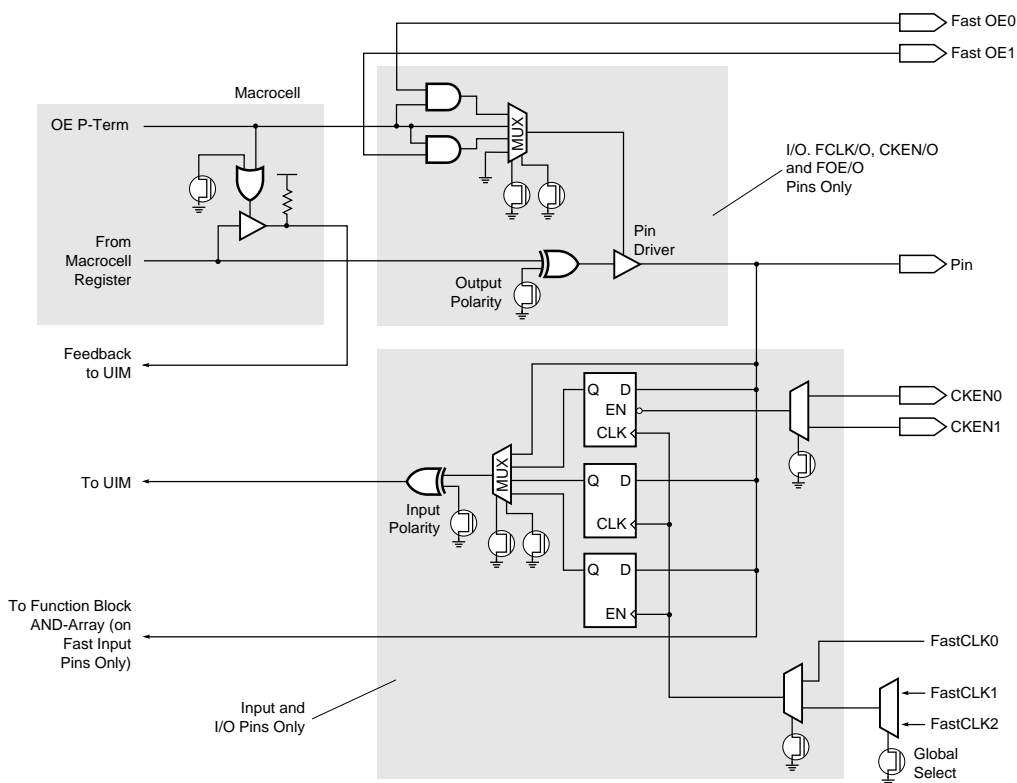 Fast OE0
Fast OE1
Macrocell
OE P-Term
MUX
I/O. FCLK/O, CKEN/O
and FOE/O
Pins Only
From
Macrocell
Register
Pin
Driver
Output
Polarity
Pin
Feedback
to UIM
Q D
EN
CLK
CKEN0
CKEN1
MUX
To UIM
Input
Polarity
Q D
CLK
Q D
EN
To Function Block
AND-Array (on
Fast Input
Pins Only)
FastCLK0
Input and
I/O Pins Only
FastCLK1
FastCLK2
Global
Select